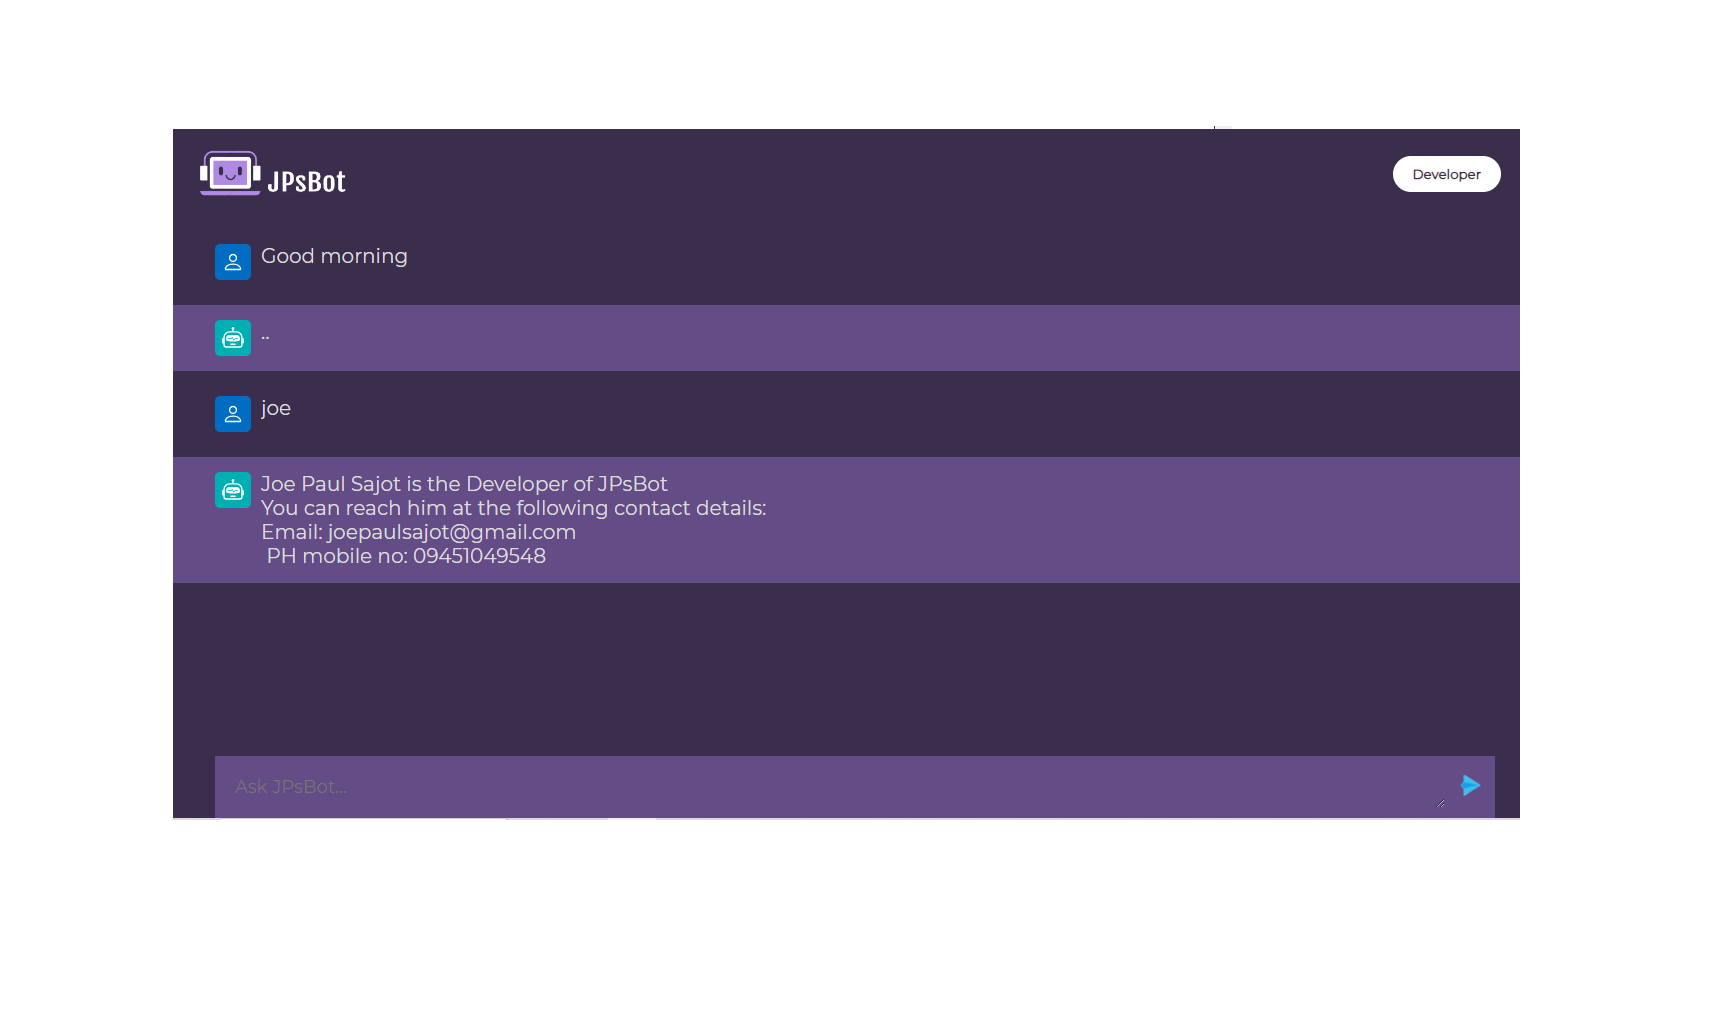 JPsBot
Developer
Good morning
..
joe
Joe Paul Sajot is the Developer of JPsBot
You can reach him at the following contact details:
Email: joepaulsajot@gmail.com
PH mobile no: 09451049548
Ask JPsBot...